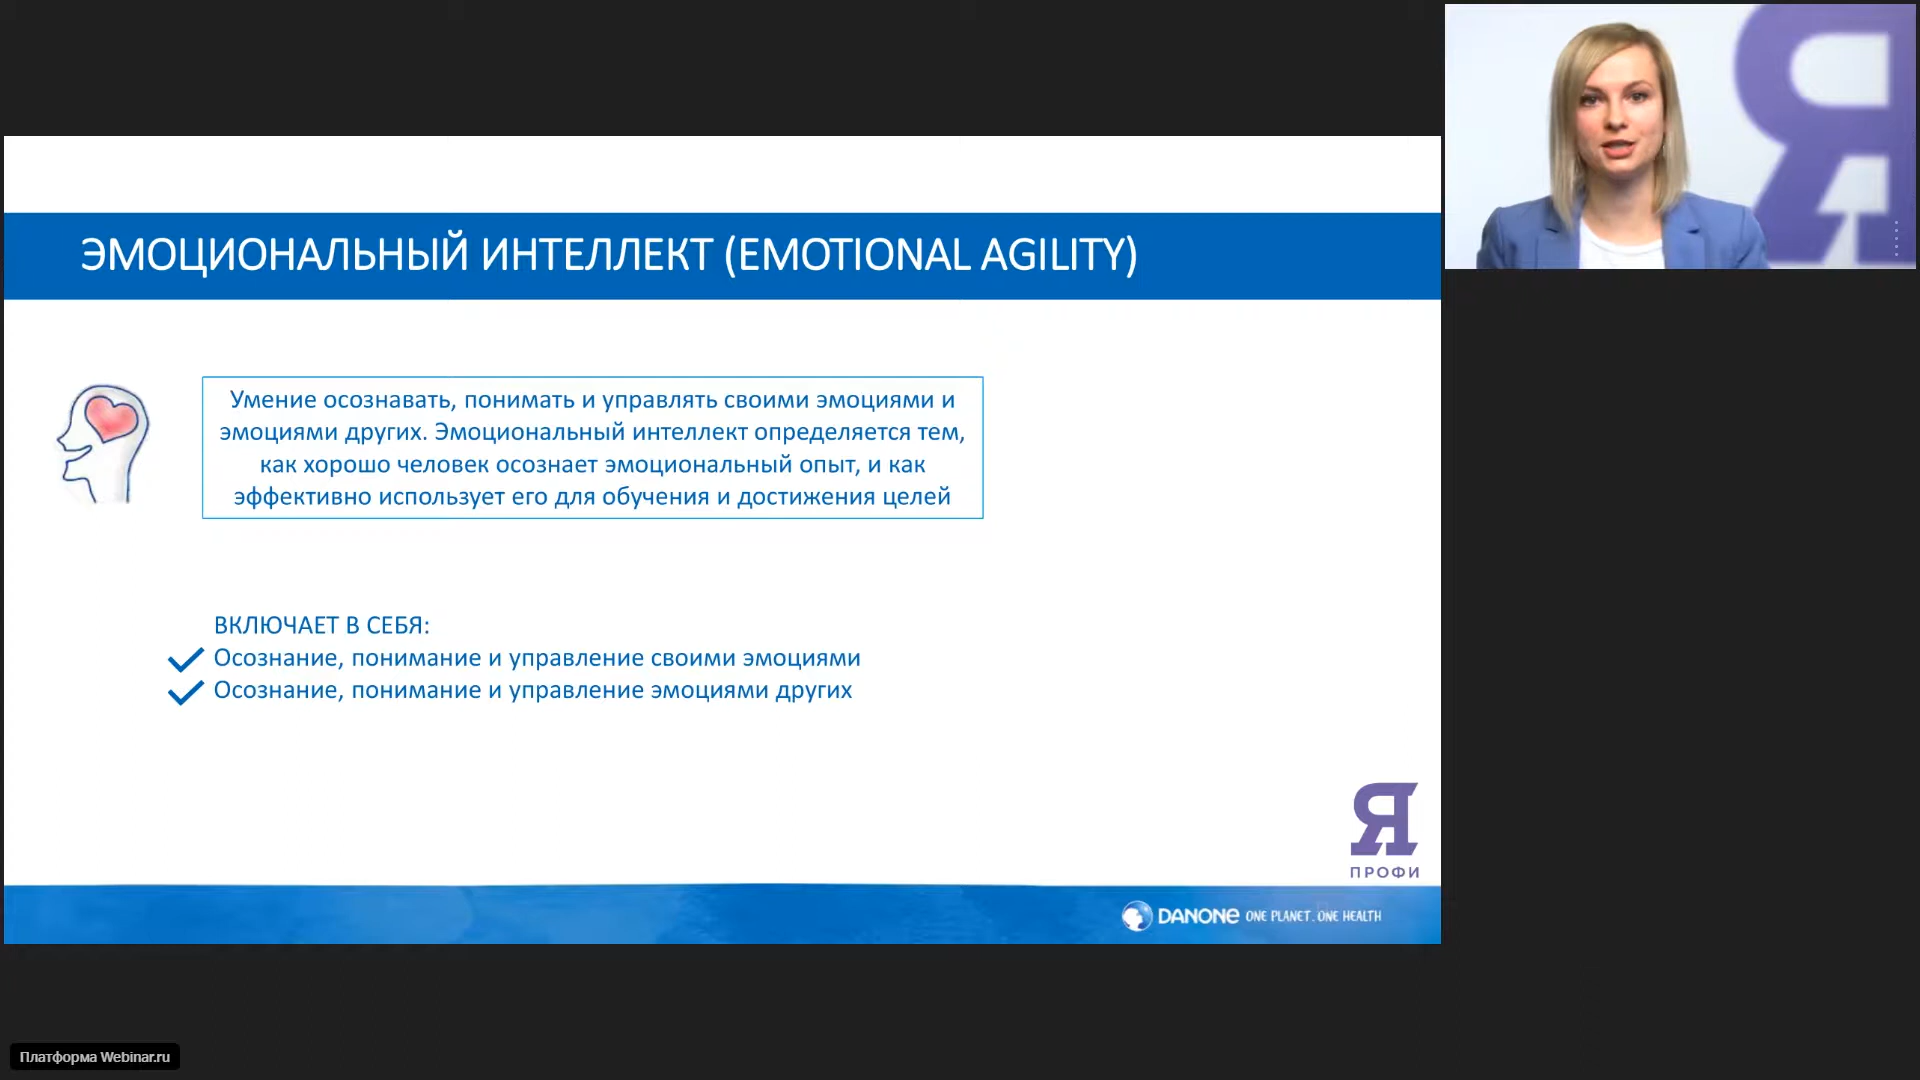 Я
ЭМОЦИОНАЛЬНЫЙ ИНТЕЛЛЕКТ (EMOTIONAL AGILITY)
Умение осознавать, понимать и управлять своими эмоциями и
эмоциями других. Эмоциональный интеллект определяется тем,
как хорошо человек осознает эмоциональный опыт, и как
эффективно использует его для обучения и достижения целей
ВКЛЮЧАЕТ В СЕБЯ:
Осознание, понимание и управление своими эмоциями
Осознание, понимание и управление эмоциями других
Я
ПРОФИ
DANONE ONE PLANET. ONE HEALTH
Платформа Webinar.ru